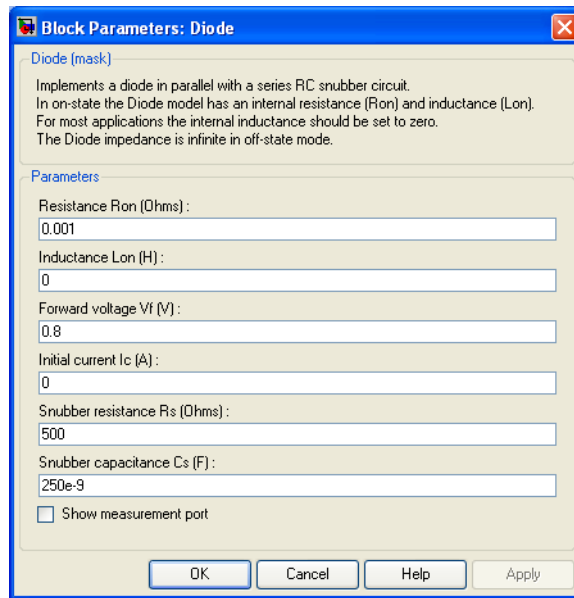 Block Parameters: Diode
Diode (mask)
Implements a diode in parallel with a series RC snubber circuit.
In on-state the Diode model has an internal resistance (Ron) and inductance (Lon).
For most applications the internal inductance should be set to zero.
The Diode impedance is infinite in off-state mode.
Parameters
Resistance Ron (Ohms) :
0.001
Inductance Lon (H) :
0
Forward voltage Vf (V) :
0.8
Initial current Ic (A) :
0
Snubber resistance Rs (Ohms) :
500
Snubber capacitance Cs (F) :
250e-9
Show measurement port
OK Cancel Help Apply